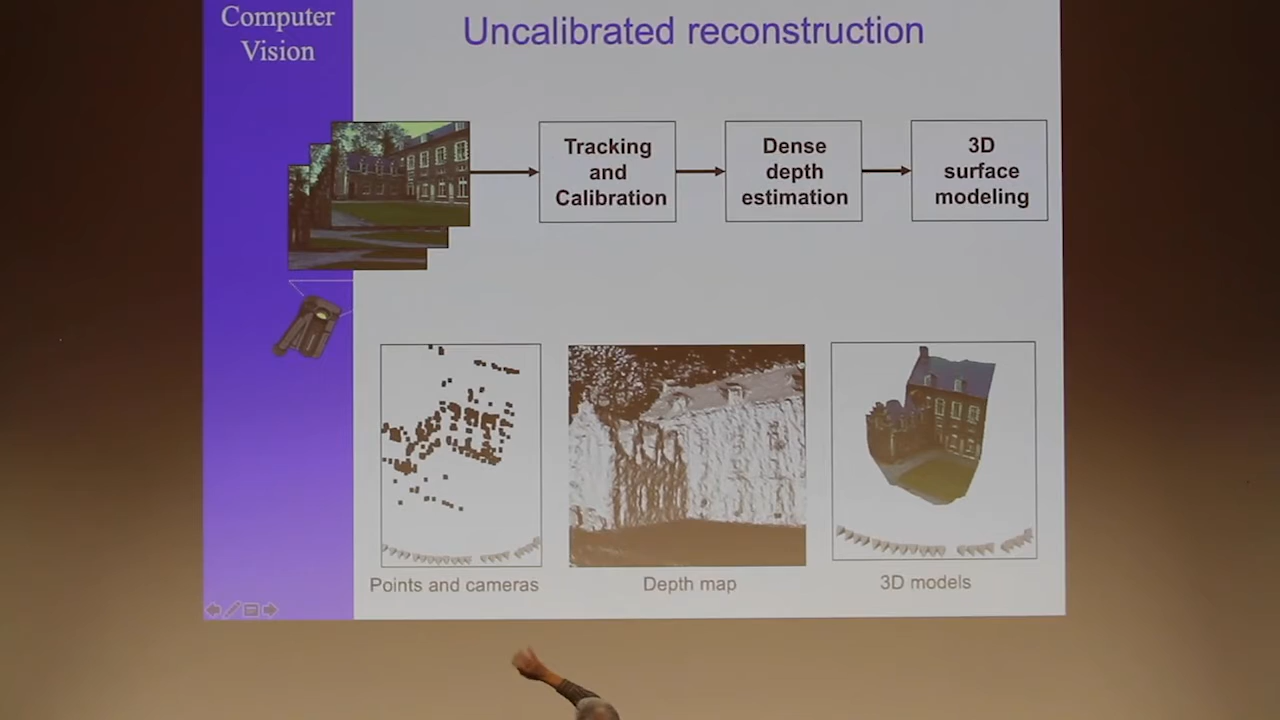 Computer
Vision
Uncalibrated reconstruction
Tracking
and
Calibration
Dense
depth
estimation
3D
surface
modeling
Points and cameras
Depth map
3D models